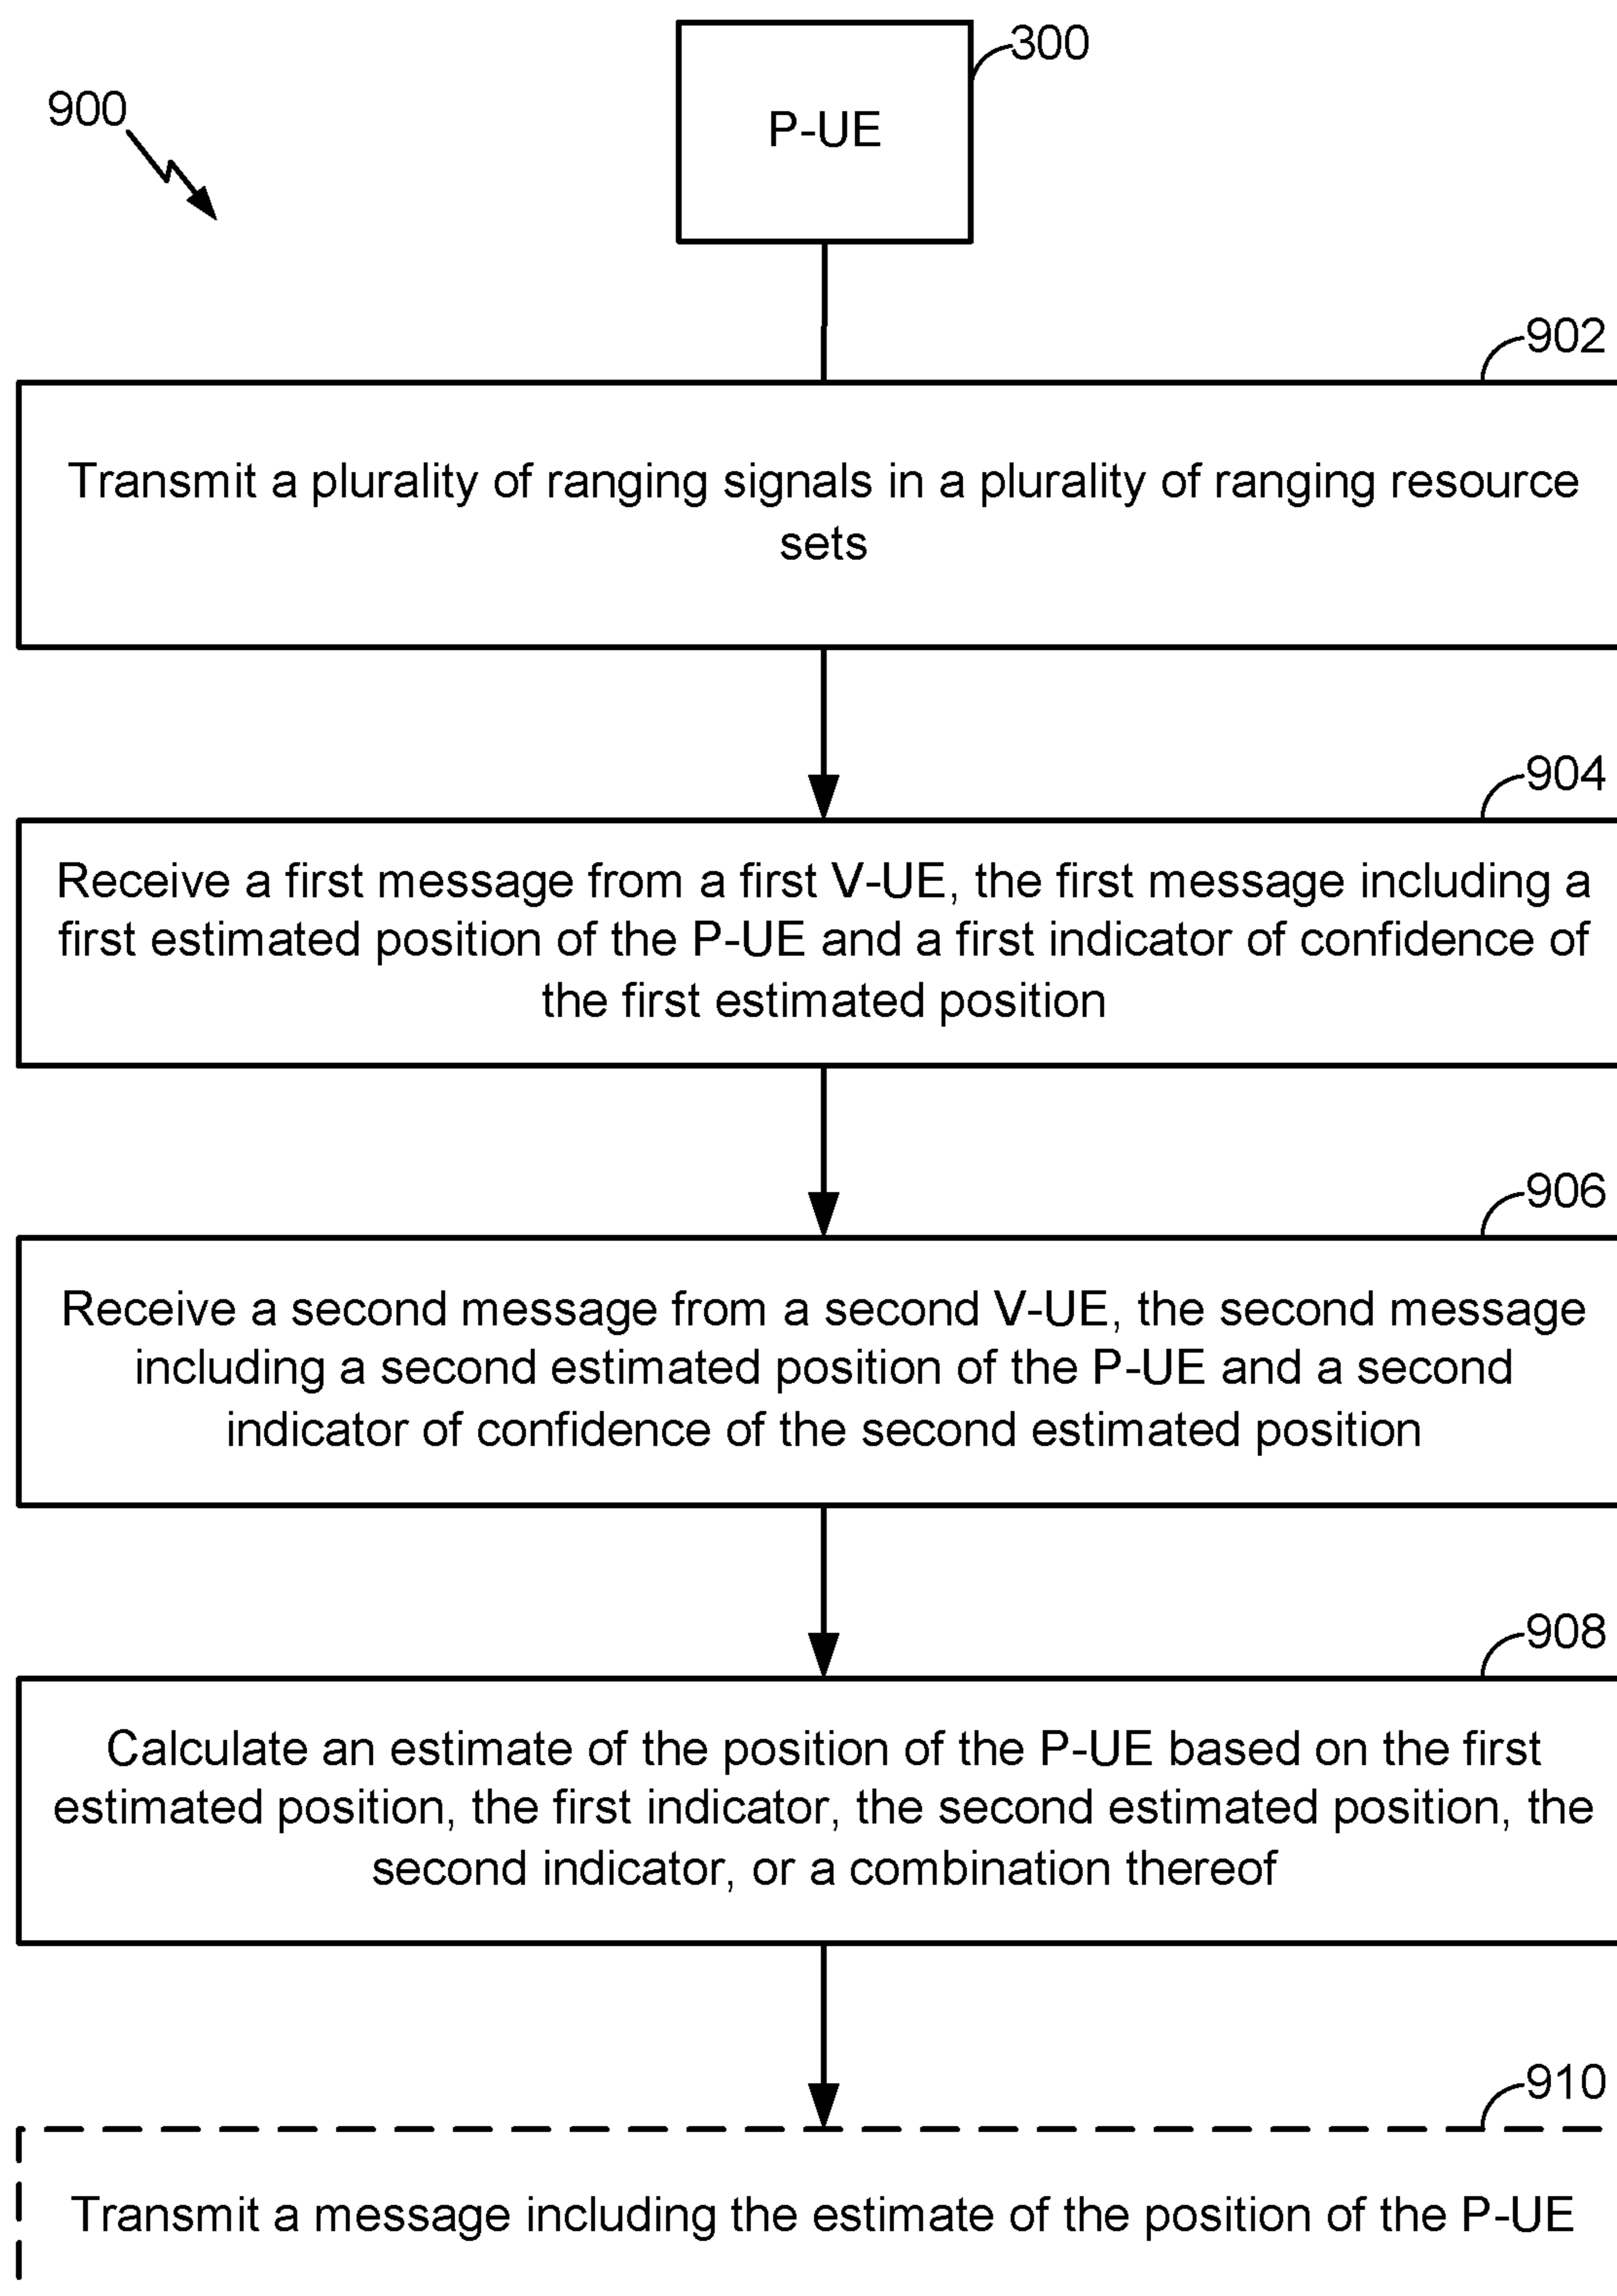 300
900
P-UE
902
Transmit a plurality of ranging signals in a plurality of ranging resource
sets
904
Receive a first message from a first V-UE, the first message including a
first estimated position of the P-UE and a first indicator of confidence of
the first estimated position
906
Receive a second message from a second V-UE, the second message
including a second estimated position of the P-UE and a second
indicator of confidence of the second estimated position
908
Calculate an estimate of the position of the P-UE based on the first
estimated position, the first indicator, the second estimated position, the
second indicator, or a combination thereof
910
Transmit a message including the estimate of the position of the P-UE